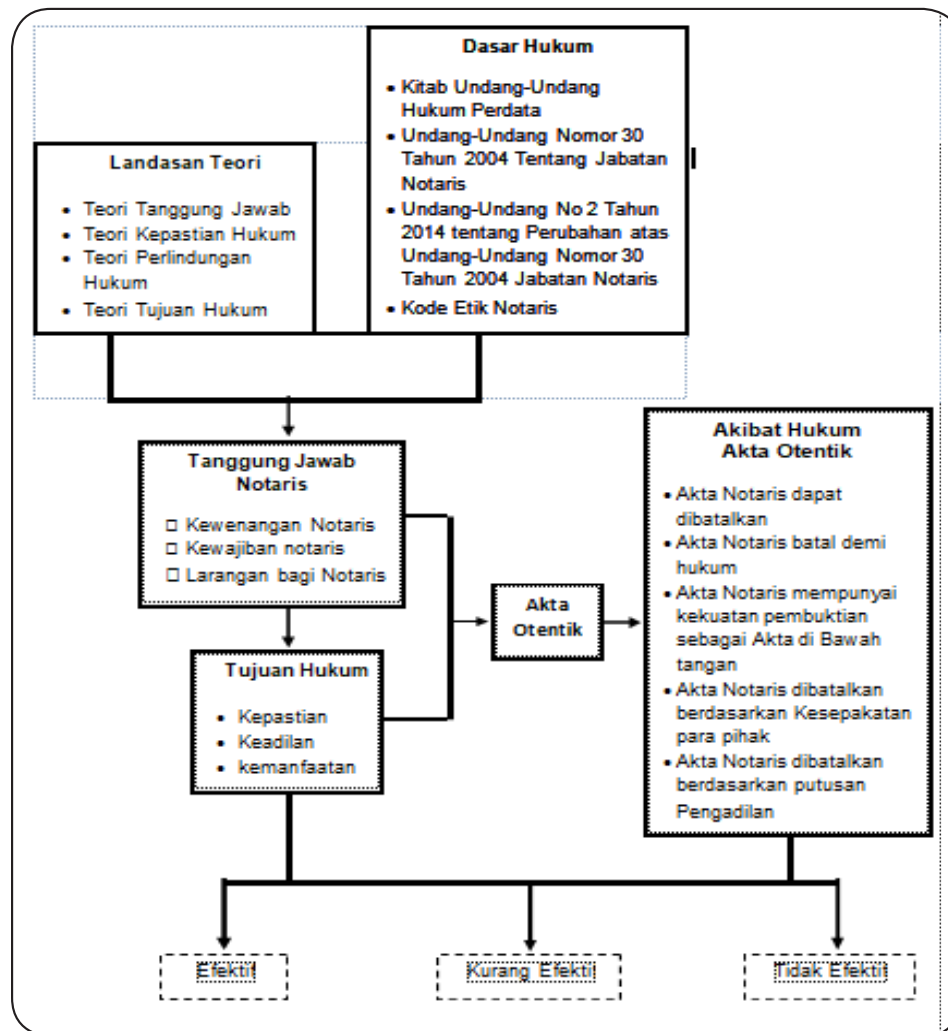 Dasar Hukum
• Kitab Undang-Undang
Hukum Perdata
• Undang-Undang Nomor 30
Tahun 2004 Tentang Jabatan
Notaris
• Undang-Undang No 2 Tahun
2014 tentang Perubahan atas
Undang-Undang Nomor 30
Tahun 2004 Jabatan Notaris
• Kode Etik Notaris
Landasan Teori
• Teori Tanggung Jawab
• Teori Kepastian Hukum
• Teori Perlindungan
Hukum
• Teori Tujuan Hukum
Tanggung Jawab
Notaris
□ Kewenangan Notaris
□ Kewajiban notaris
□ Larangan bagi Notaris
Tujuan Hukum
• Kepastian
• Keadilan
• kemanfaatan
Akta
Otentik
Akibat Hukum
Akta Otentik
• Akta Notaris dapat
dibatalkan
• Akta Notaris batal demi
hukum
• Akta Notaris mempunyai
kekuatan pembuktian
sebagai Akta di Bawah
tangan
• Akta Notaris dibatalkan
berdasarkan Kesepakatan
para pihak
• Akta Notaris dibatalkan
berdasarkan putusan
Pengadilan
Efektif
Kurang Efektif
Tidak Efektif